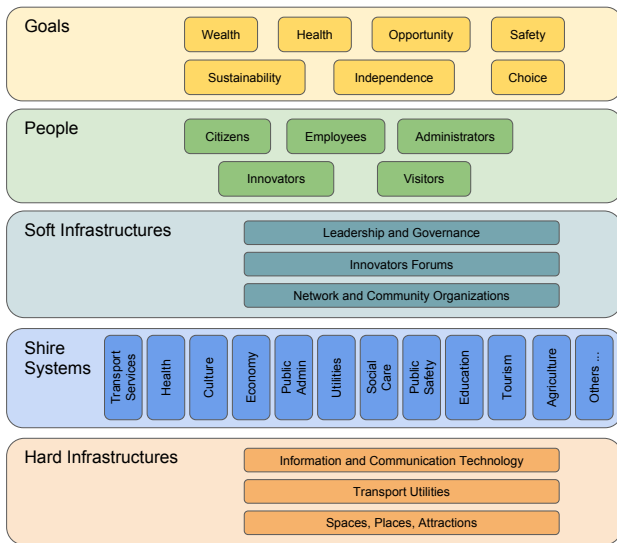 Goals
Wealth
Health
Opportunity
Safety
Sustainability
Independence
Choice
People
Citizens
Employees
Administrators
Innovators
Visitors
Soft Infrastructures
Leadership and Governance
Innovators Forums
Network and Community Organizations
Shire
Systems
Transport
Services
Health
Culture
Economy
Public
Admin
Utilities
Social
Care
Public
Safety
Education
Tourism
Agriculture
Others ...
Hard Infrastructures
Information and Communication Technology
Transport Utilities
Spaces, Places, Attractions